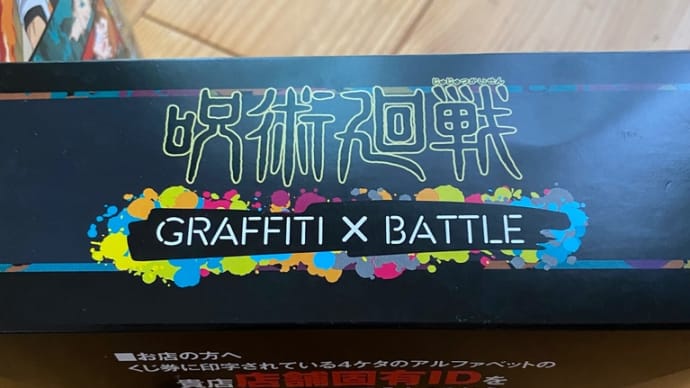 じゅじゅつかいせん
呪術廻戦
GRAFFITI X BATTLE
■お店の方へ
くじ券に印字されている4ケタのアルファベットの
貴店店舗固有IDを